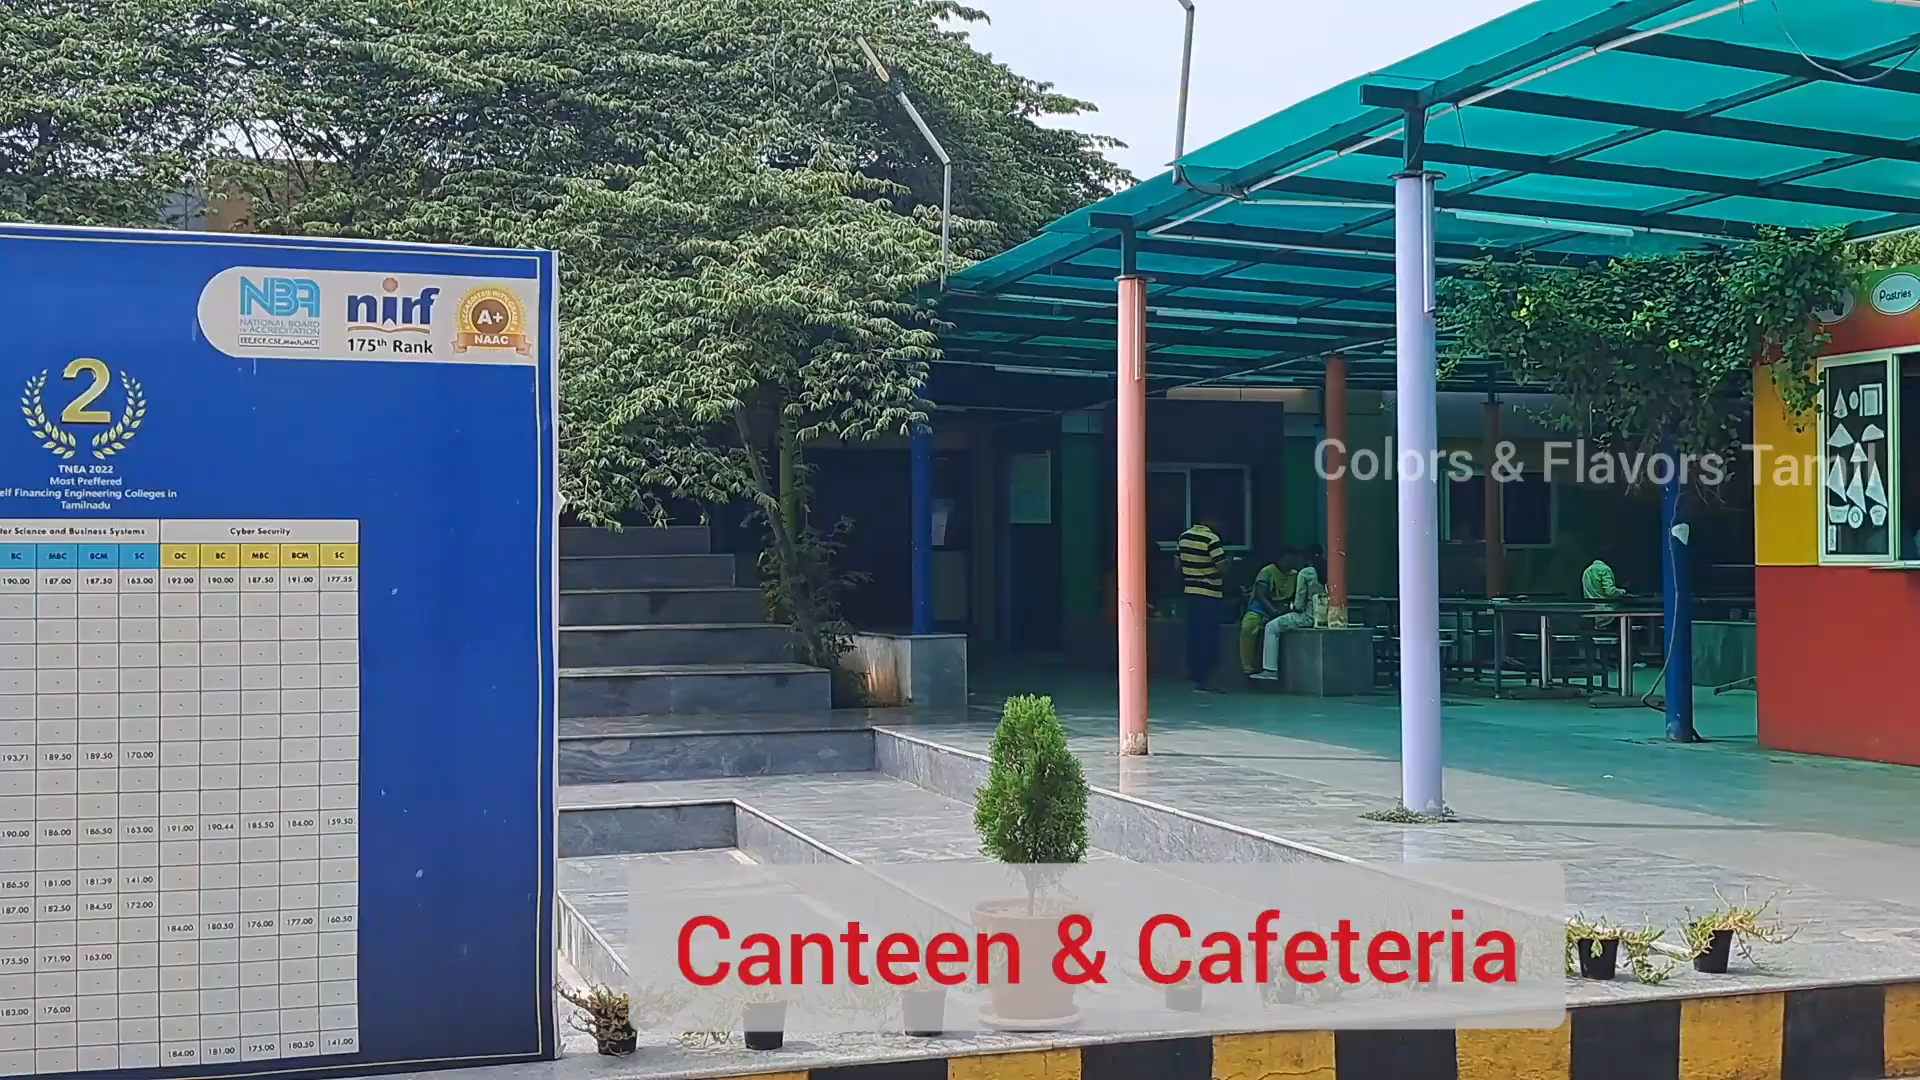 NBA
NATIONAL BOARD
of ACCREDITATION
EEE,ECE,CSE,Mech,MCT
nirf
175th Rank
ACCREDITED WITH GRADE
A+
NAAC
2
TNEA 2022
Most Preffered
elf Financing Engineering Colleges in
Tamilnadu
ter Science and Business Systems Cyber Security
BC MBC BCM SC OC BC MBC BCM SC
190.00 187.00 187.50 163.00 192.00 190.00 187.50 191.00 177.35
193.71 189.50 189.50 170.00
190.00 186.00 186.50 163.00 191.00 190.44 185.50 184.00 159.50
186.50 181.00 181.39 141.00
187.00 182.50 184.50 172.00
184.00 180.50 176.00 177.00 160.50
175.50 171.90 163.00
183.00 176.00
184.00 181.00 175.00 180.50 141.00
Pastries
Colors & Flavors Tamil
Canteen & Cafeteria